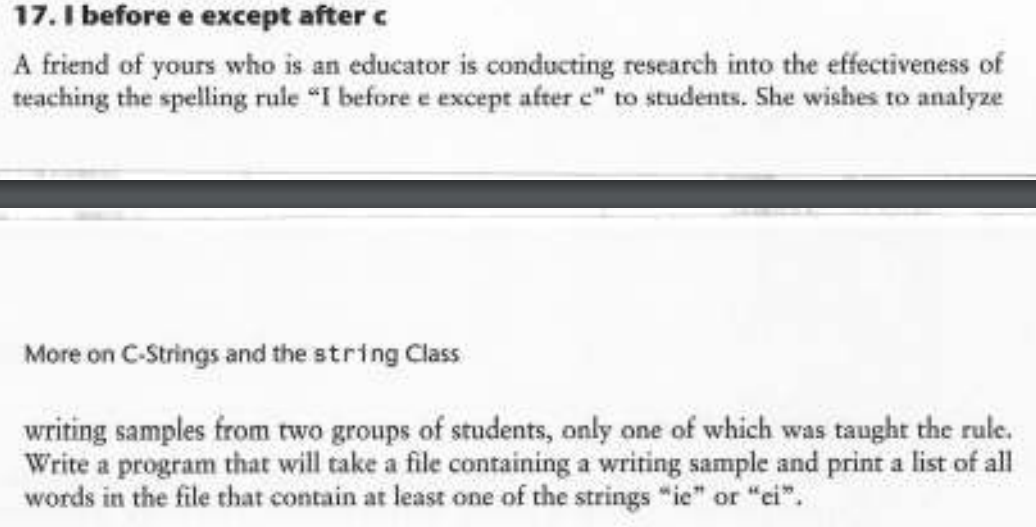 17. I before e except after c
A friend of yours who is an educator is conducting research into the effectiveness of
teaching the spelling rule “I before e except after c” to students. She wishes to analyze
More on C-Strings and the string Class
writing samples from two groups of students, only one of which was taught the rule.
Write a program that will take a file containing a writing sample and print a list of all
words in the file that contain at least one of the strings “ie” or “ei”.